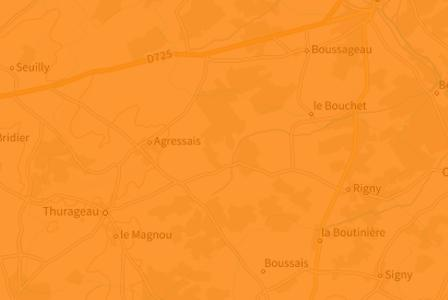 D725
Boussageau
Seuilly
le Bouchet
Bridier
Agressais
Rigny
Thurageau
le Magnou
la Boutinière
Boussais
Signy